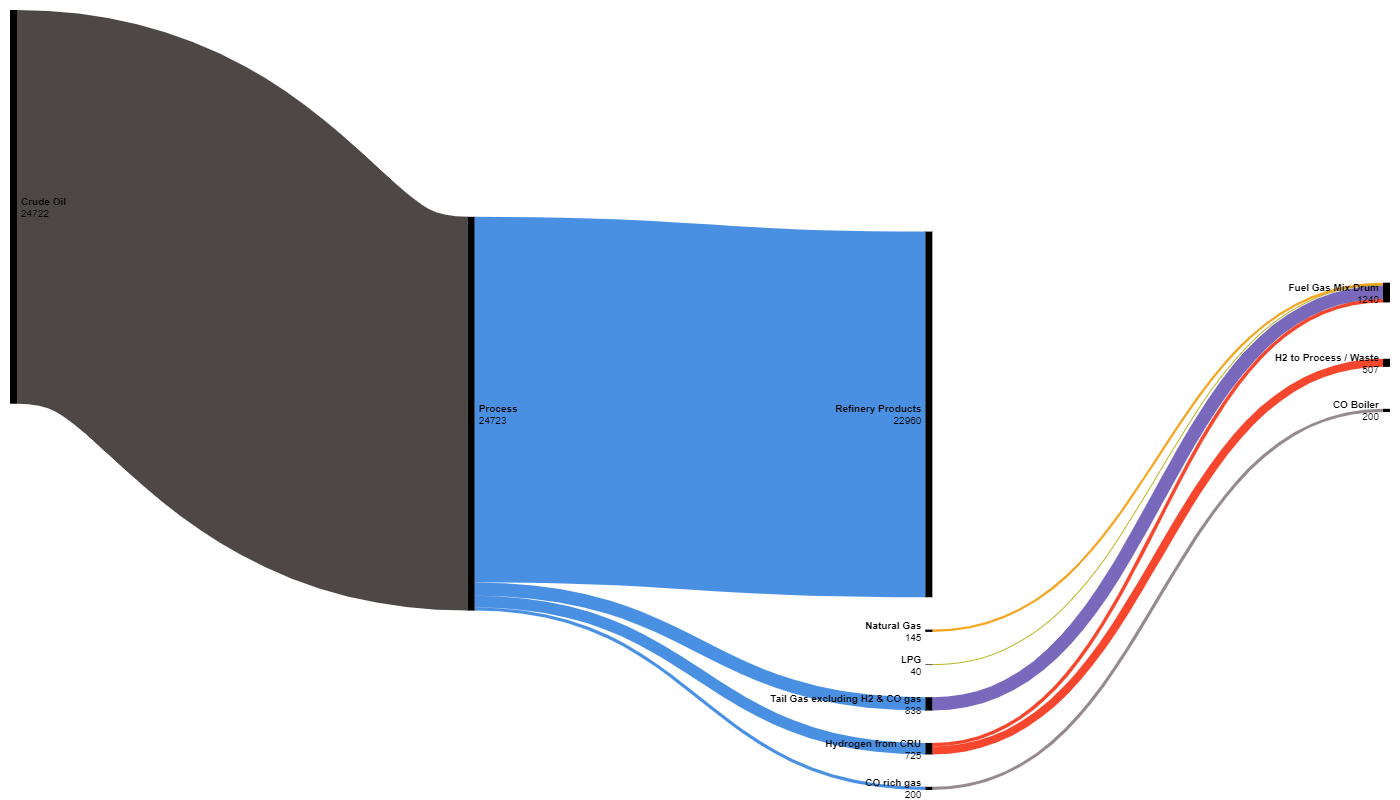 Crude Oil
24722
Process
24723
Refinery Products
22960
Natural Gas
145
LPG
40
Tail Gas excluding H2 & CO gas
838
Hydrogen from CRU
725
CO rich gas
200
Fuel Gas Mix Drum
1240
H2 to Process / Waste
507
CO Boiler
200